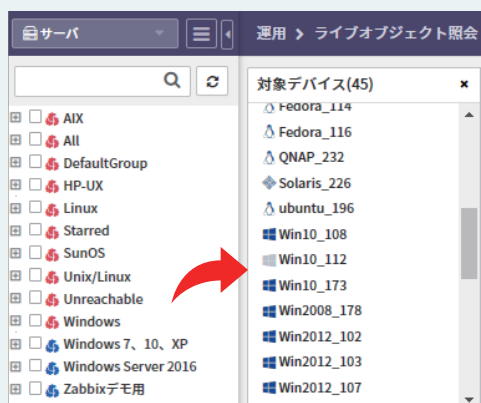 サーバ
運用 > ライブオブジェクト照会
AIX
All
DefaultGroup
HP-UX
Linux
Starred
SunOS
Unix/Linux
Unreachable
Windows
Windows 7、10、XP
Windows Server 2016
Zabbixデモ用
対象デバイス(45)
Fedora_114
Fedora_116
QNAP_232
Solaris_226
ubuntu_196
Win10_108
Win10_112
Win10_173
Win2008_178
Win2012_102
Win2012_103
Win2012_107